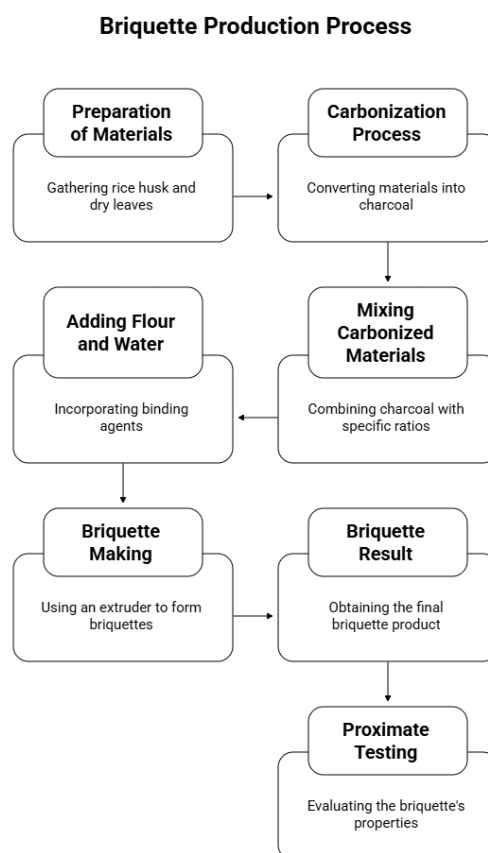 Briquette Production Process
Preparation
of Materials
Gathering rice husk and
dry leaves
Carbonization
Process
Converting materials into
charcoal
Mixing
Carbonized
Materials
Combining charcoal with
specific ratios
Adding Flour
and Water
Incorporating binding
agents
Briquette
Making
Using an extruder to form
briquettes
Briquette
Result
Obtaining the final
briquette product
Proximate
Testing
Evaluating the briquette's
properties